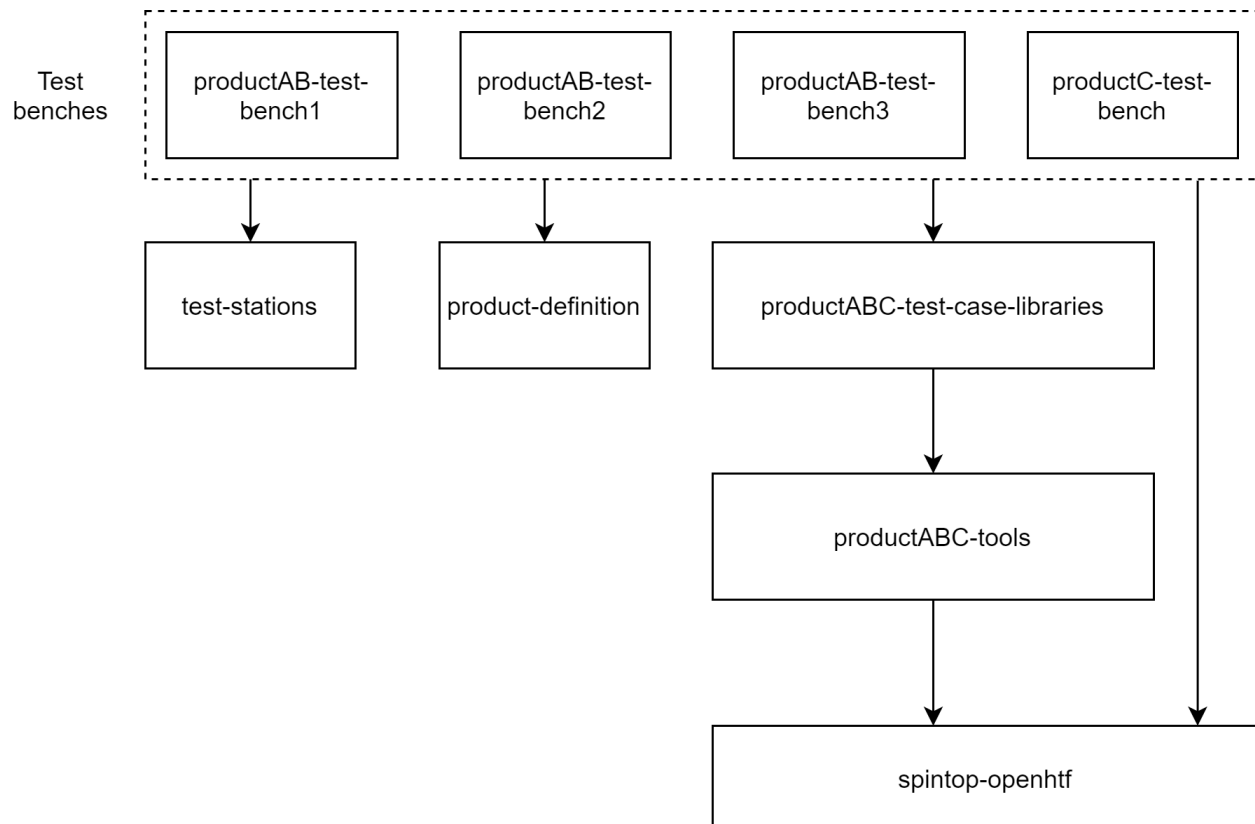 Test
benches
productAB-test-
bench1
productAB-test-
bench2
productAB-test-
bench3
productC-test-
bench
test-stations
product-definition
productABC-test-case-libraries
productABC-tools
spintop-openhtf